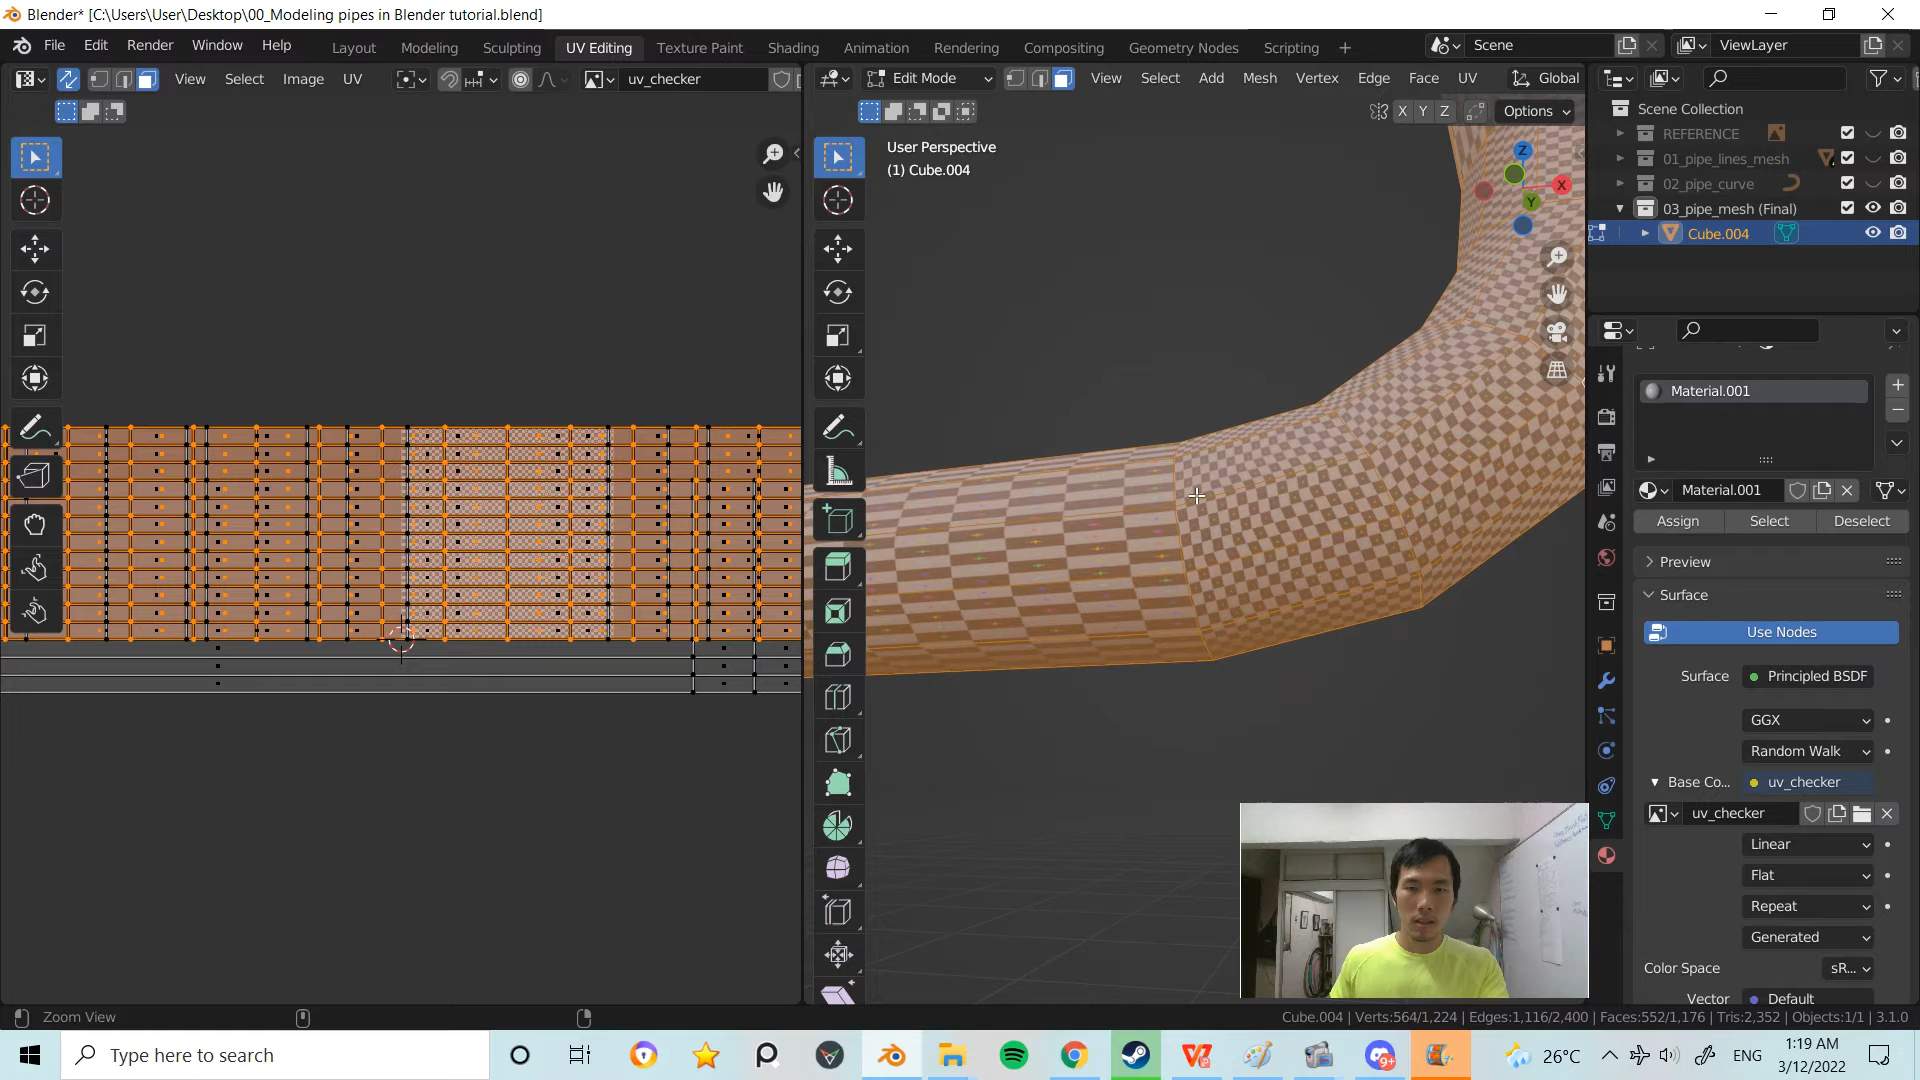 Blender* [C:\Users\User\Desktop\00_Modeling pipes in Blender tutorial.blend]
File Edit Render Window Help
Layout Modeling Sculpting UV Editing Texture Paint Shading Animation Rendering Compositing Geometry Nodes Scripting
Scene
ViewLayer
View Select Image UV
uv_checker
Edit Mode
View Select Add Mesh Vertex Edge Face UV
Global
X Y Z
Options
Scene Collection
REFERENCE
01_pipe_lines_mesh
02_pipe_curve
03_pipe_mesh (Final)
Cube.004
User Perspective
(1) Cube.004
Z
X
Y
Material.001
Material.001
Assign Select Deselect
Preview
Surface
Use Nodes
Surface Principled BSDF
GGX
Random Walk
Base Co... uv_checker
uv_checker
Linear
Flat
Repeat
Generated
Color Space sR...
Vector Default
Zoom View
Cube.004 | Verts:564/1,224 | Edges:1,116/2,400 | Faces:552/1,176 | Tris:2,352 | Objects:1/1 | 3.1.0
Type here to search
9+
26°C
ENG
1:19 AM
3/12/2022